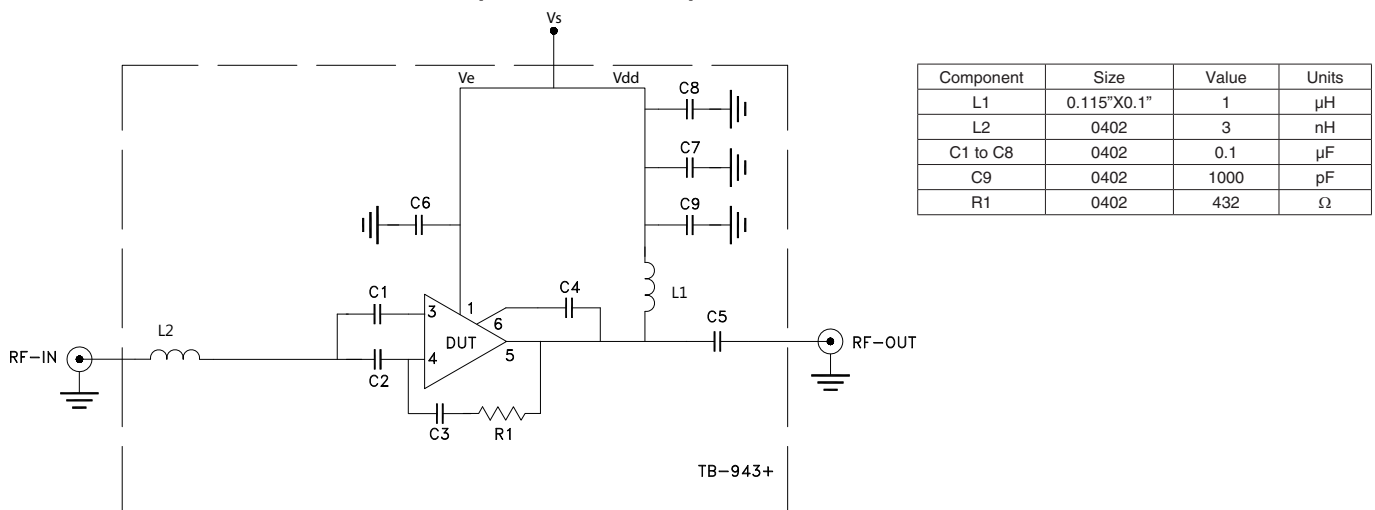 Vs
Ve
Vdd
C8
C7
C6
C9
C1
3
1
6
C4
L1
L2
C5
RF-IN
DUT
5
RF-OUT
C2
4
C3
R1
TB-943+
Component Size Value Units
L1 0.115”X0.1” 1 µH
L2 0402 3 nH
C1 to C8 0402 0.1 µF
C9 0402 1000 pF
R1 0402 432 Ω